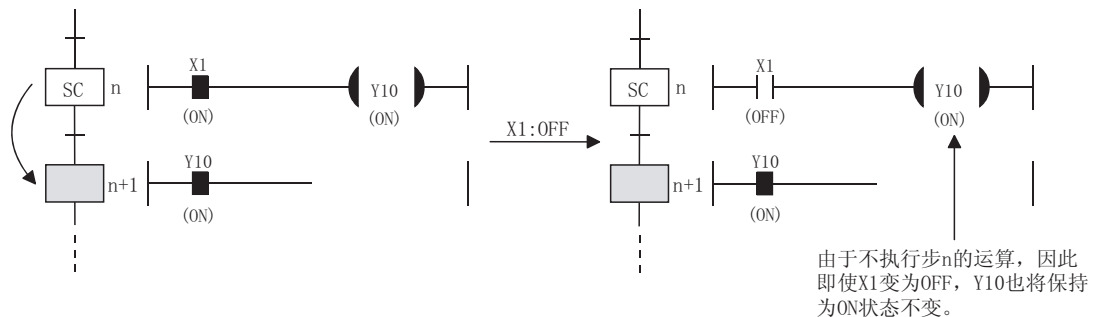 X1
SC
n
Y10
(ON)
(ON)
Y10
n+1
(ON)
X1:OFF
X1
SC
n
Y10
(OFF)
(ON)
Y10
n+1
(ON)
由于不执行步n的运算，因此
即使X1变为OFF，Y10也将保持
为ON状态不变。